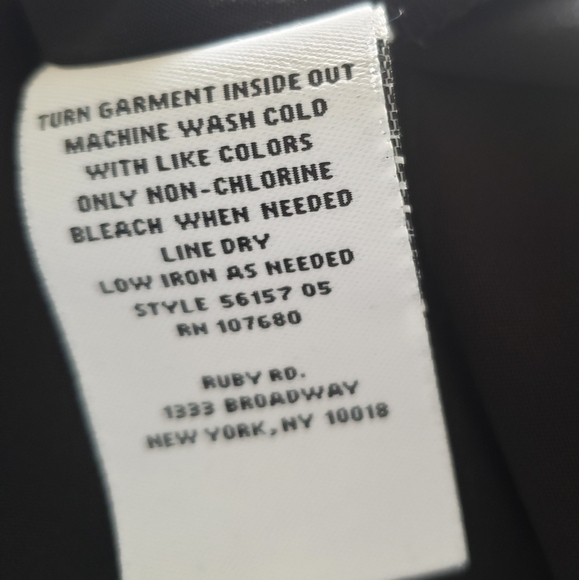 TURN GARMENT INSIDE OUT
MACHINE WASH COLD
WITH LIKE COLORS
ONLY NON-CHLORINE
BLEACH WHEN NEEDED
LINE DRY
LOW IRON AS NEEDED
STYLE 56157 05
RN 107680
RUBY RD.
1333 BROADWAY
NEW YORK, NY 10018